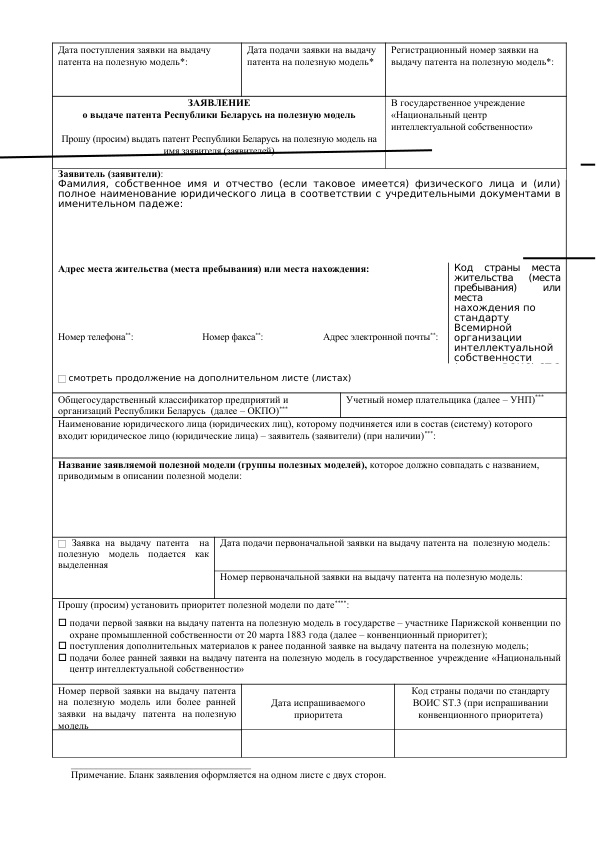 Дата поступления заявки на выдачу
патента на полезную модель*:
Дата подачи заявки на выдачу
патента на полезную модель*
Регистрационный номер заявки на
выдачу патента на полезную модель*:
ЗАЯВЛЕНИЕ
о выдаче патента Республики Беларусь на полезную модель
Прошу (просим) выдать патент Республики Беларусь на полезную модель на
имя заявителя (заявителей)
В государственное учреждение
«Национальный центр
интеллектуальной собственности»
Заявитель (заявители):
Фамилия, собственное имя и отчество (если таковое имеется) физического лица и (или)
полное наименование юридического лица в соответствии с учредительными документами в
именительном падеже:
Адрес места жительства (места пребывания) или места нахождения:
Код страны места
жительства (места
пребывания) или
места
нахождения по
стандарту
Всемирной
организации
интеллектуальной
собственности
Номер телефона**:
Номер факса**:
Адрес электронной почты**:
смотреть продолжение на дополнительном листе (листах)
Общегосударственный классификатор предприятий и
организаций Республики Беларусь (далее – ОКПО)***
Учетный номер плательщика (далее – УНП)***
Наименование юридического лица (юридических лиц), которому подчиняется или в состав (систему) которого
входит юридическое лицо (юридические лица) – заявитель (заявители) (при наличии)***:
Название заявляемой полезной модели (группы полезных моделей), которое должно совпадать с названием,
приводимым в описании полезной модели:
Заявка на выдачу патента на
полезную модель подается как
выделенная
Дата подачи первоначальной заявки на выдачу патента на полезную модель:
Номер первоначальной заявки на выдачу патента на полезную модель:
Прошу (просим) установить приоритет полезной модели по дате****:
подачи первой заявки на выдачу патента на полезную модель в государстве – участнике Парижской конвенции по
охране промышленной собственности от 20 марта 1883 года (далее – конвенционный приоритет);
поступления дополнительных материалов к ранее поданной заявке на выдачу патента на полезную модель;
подачи более ранней заявки на выдачу патента на полезную модель в государственное учреждение «Национальный
центр интеллектуальной собственности»
Номер первой заявки на выдачу патента
на полезную модель или более ранней
заявки на выдачу патента на полезную
модель
Дата испрашиваемого
приоритета
Код страны подачи по стандарту
ВОИС ST.3 (при испрашивании
конвенционного приоритета)
Примечание. Бланк заявления оформляется на одном листе с двух сторон.